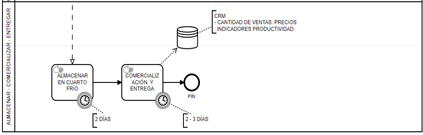 ALMACENAR - COMERCIALIZAR - ENTREGAR
CRM
- CANTIDAD DE VENTAS: PRECIOS
INDICADORES PRODUCTIVIDAD
ALMACENAR
EN CUARTO
FRIO
COMERCIALIZ
ACIÓN. Y
ENTREGA
FIN
2 DÍAS
2 - 3 DÍAS